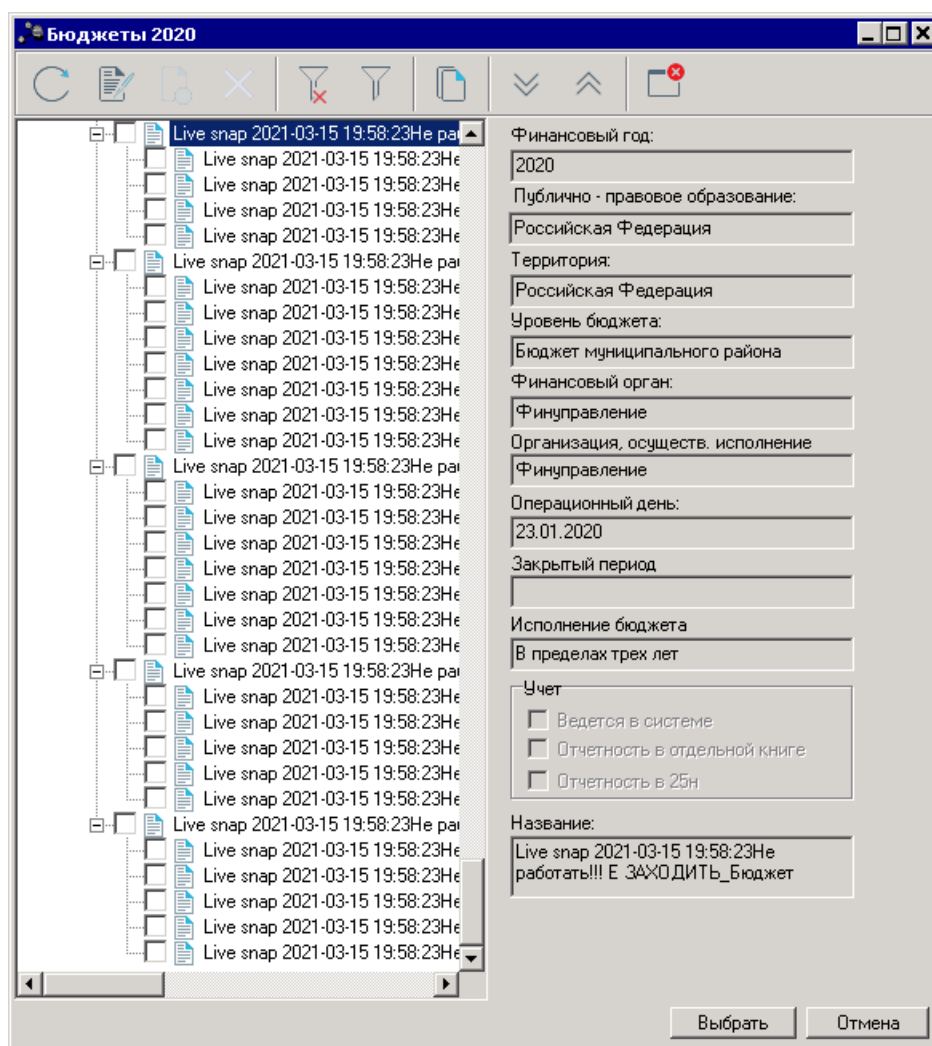 Бюджеты 2020
Live snap 2021-03-15 19:58:23Не ра
Live snap 2021-03-15 19:58:23Не
Live snap 2021-03-15 19:58:23Не
Live snap 2021-03-15 19:58:23Не
Live snap 2021-03-15 19:58:23Не
Live snap 2021-03-15 19:58:23Не ра
Live snap 2021-03-15 19:58:23Не
Live snap 2021-03-15 19:58:23Не
Live snap 2021-03-15 19:58:23Не
Live snap 2021-03-15 19:58:23Не
Live snap 2021-03-15 19:58:23Не
Live snap 2021-03-15 19:58:23Не
Live snap 2021-03-15 19:58:23Не
Live snap 2021-03-15 19:58:23Не ра
Live snap 2021-03-15 19:58:23Не
Live snap 2021-03-15 19:58:23Не
Live snap 2021-03-15 19:58:23Не
Live snap 2021-03-15 19:58:23Не
Live snap 2021-03-15 19:58:23Не
Live snap 2021-03-15 19:58:23Не
Live snap 2021-03-15 19:58:23Не
Live snap 2021-03-15 19:58:23Не ра
Live snap 2021-03-15 19:58:23Не
Live snap 2021-03-15 19:58:23Не
Live snap 2021-03-15 19:58:23Не
Live snap 2021-03-15 19:58:23Не
Live snap 2021-03-15 19:58:23Не
Live snap 2021-03-15 19:58:23Не ра
Live snap 2021-03-15 19:58:23Не
Live snap 2021-03-15 19:58:23Не
Live snap 2021-03-15 19:58:23Не
Live snap 2021-03-15 19:58:23Не
Live snap 2021-03-15 19:58:23Не
Финансовый год:
2020
Публично - правовое образование:
Российская Федерация
Территория:
Российская Федерация
Уровень бюджета:
Бюджет муниципального района
Финансовый орган:
Финуправление
Организация, осуществ. исполнение
Финуправление
Операционный день:
23.01.2020
Закрытый период
Исполнение бюджета
В пределах трех лет
Учет
Ведется в системе
Отчетность в отдельной книге
Отчетность в 25н
Название:
Live snap 2021-03-15 19:58:23Не
работать!!! Е ЗАХОДИТЬ_Бюджет
Выбрать
Отмена